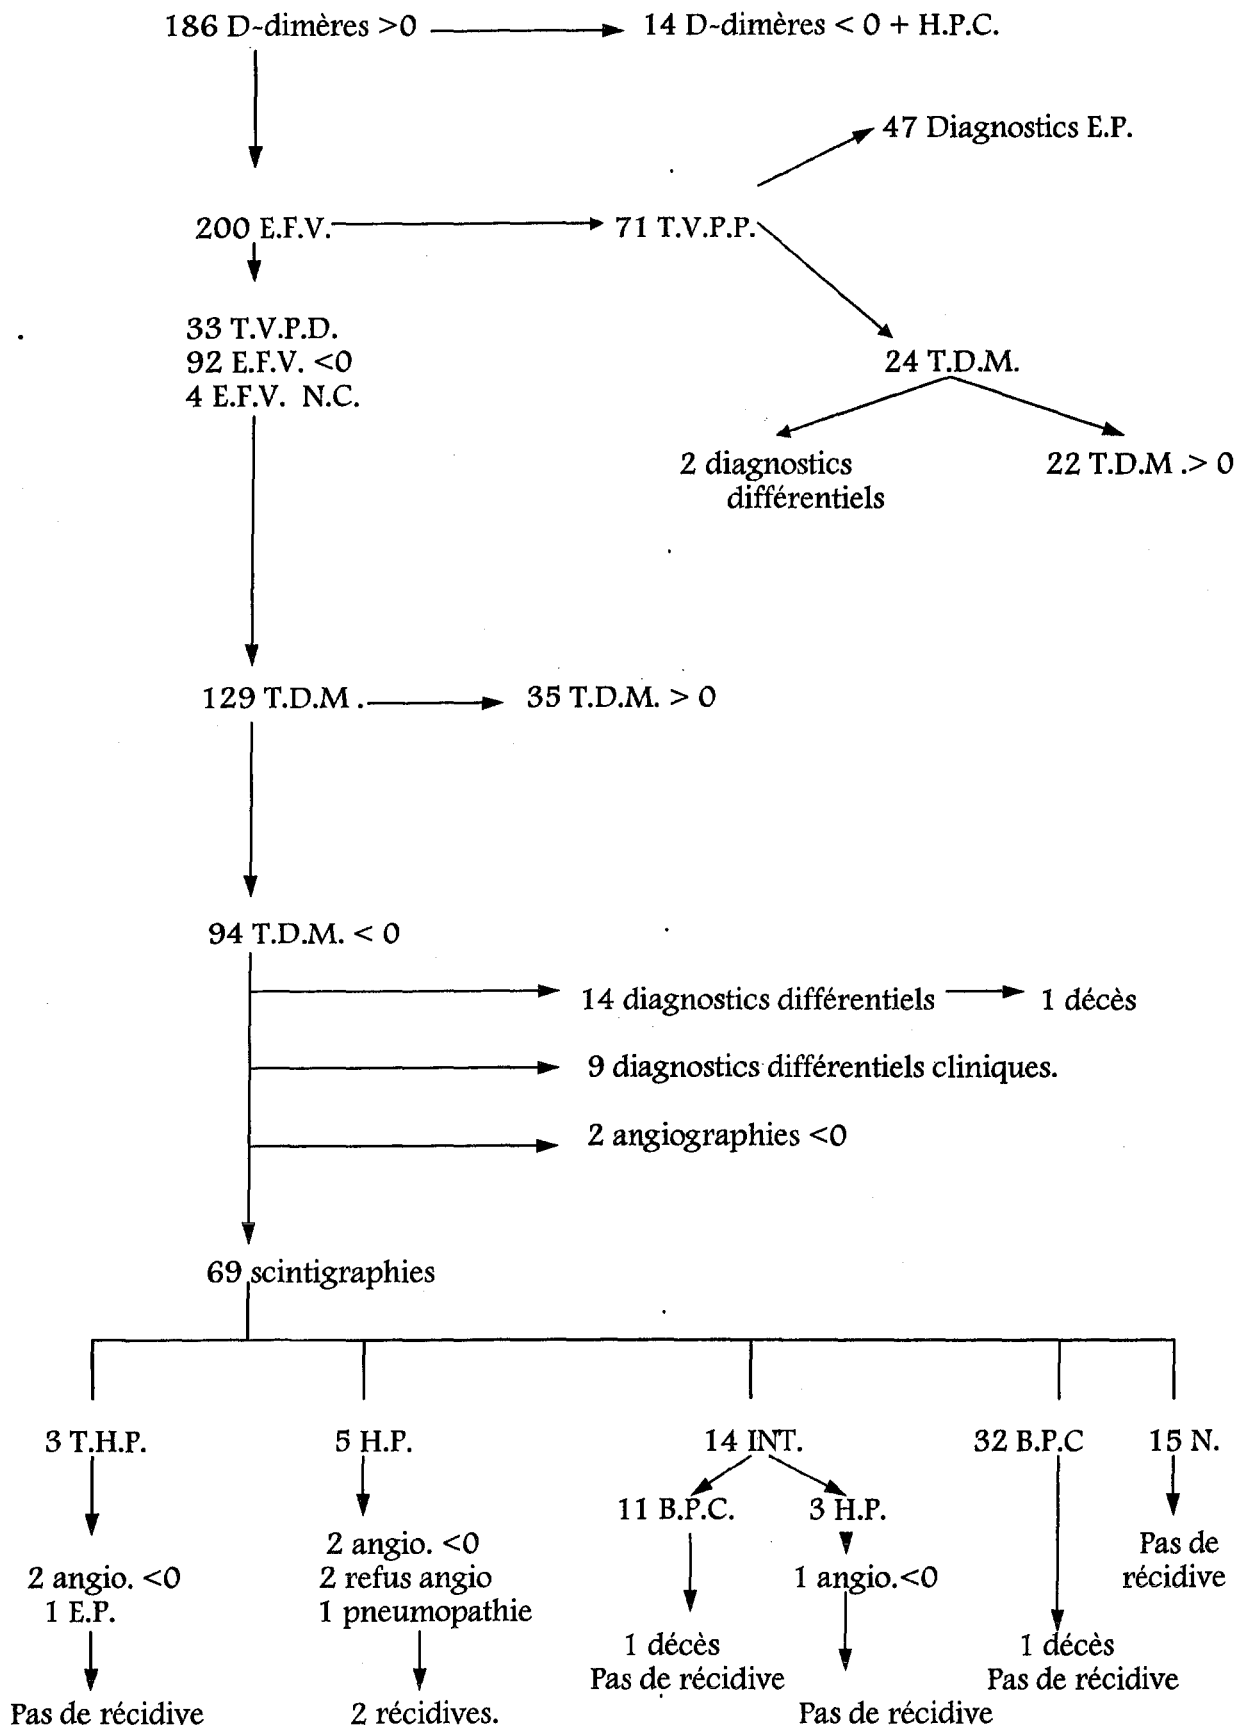 186 D-dimères >0
14 D-dimères < 0 + H.P.C.
47 Diagnostics E.P.
200 E.F.V.
71 T.V.P.P.
33 T.V.P.D.
92 E.F.V. <0
4 E.F.V. N.C.
24 T.D.M.
2 diagnostics
différentiels
22 T.D.M .> 0
129 T.D.M .
35 T.D.M. > 0
94 T.D.M. < 0
14 diagnostics différentiels
1 décès
9 diagnostics différentiels cliniques.
2 angiographies <0
69 scintigraphies
3 T.H.P.
5 H.P.
14 INT.
32 B.P.C
15 N.
11 B.P.C.
3 H.P.
2 angio. <0
1 E.P.
2 angio. <0
2 refus angio
1 pneumopathie
1 angio.<0
Pas de
récidive
1 décès
Pas de récidive
1 décès
Pas de récidive
Pas de récidive
2 récidives.
Pas de récidive